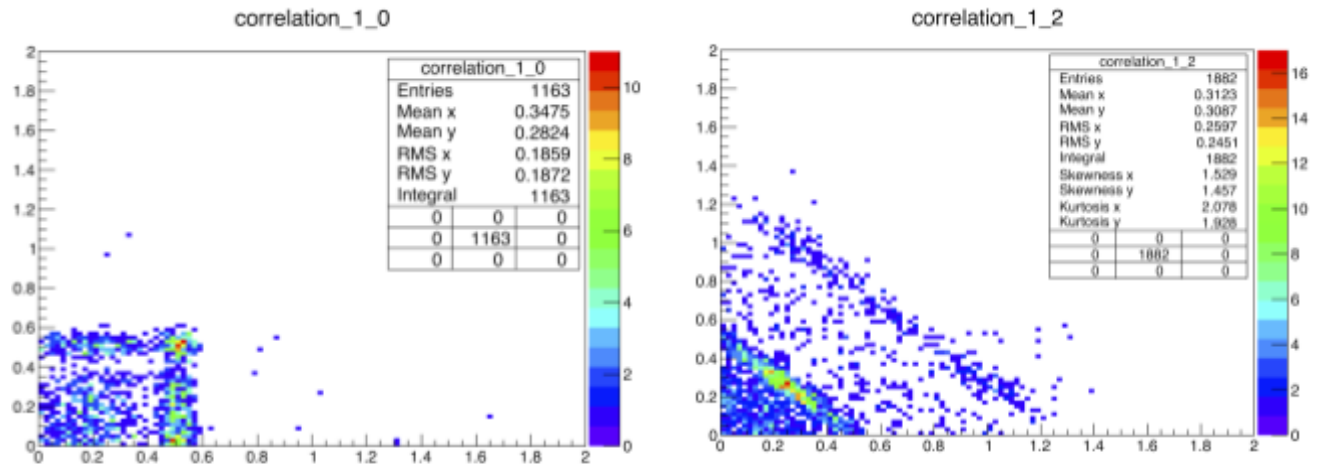 correlation_1_0
correlation_1_0
Entries 1163
Mean x 0.3475
Mean y 0.2824
RMS x 0.1859
RMS y 0.1872
Integral 1163
0 0 0
0 1163 0
0 0 0
2
1.8
1.6
1.4
1.2
1
0.8
0.6
0.4
0.2
0
0 0.2 0.4 0.6 0.8 1 1.2 1.4 1.6 1.8 2
10
8
6
4
2
0
correlation_1_2
correlation_1_2
Entries 1882
Mean x 0.3123
Mean y 0.3087
RMS x 0.2597
RMS y 0.2451
Integral 1882
Skewness x 1.529
Skewness y 1.457
Kurtosis x 2.078
Kurtosis y 1.928
0 0 0
0 1882 0
0 0 0
2
1.8
1.6
1.4
1.2
1
0.8
0.6
0.4
0.2
0
0 0.2 0.4 0.6 0.8 1 1.2 1.4 1.6 1.8 2
16
14
12
10
8
6
4
2
0